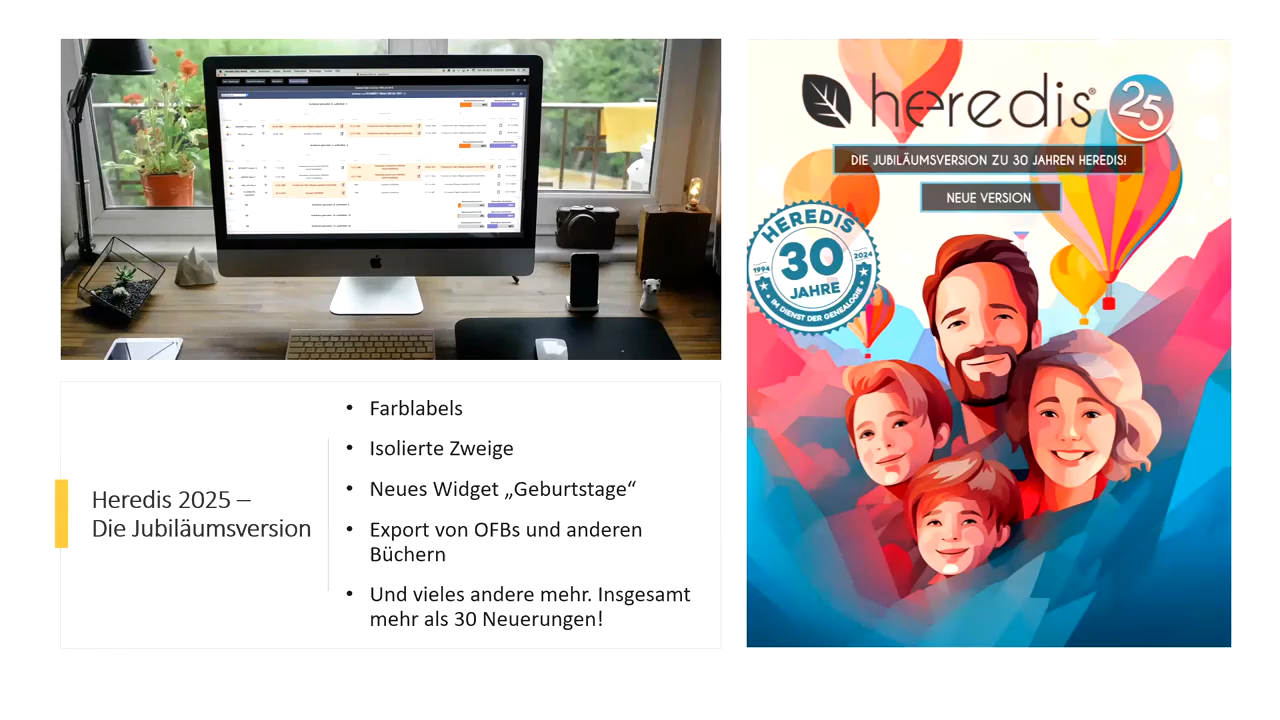 heredis® 25
DIE JUBILÄUMSVERSION ZU 30 JAHREN HEREDIS!
NEUE VERSION
HEREDIS
30
JAHRE
1994
2024
IM DIENST DER GENEALOGIE
Heredis 2025 –
Die Jubiläumsversion
• Farblabels
• Isolierte Zweige
• Neues Widget „Geburtstage“
• Export von OFBs und anderen
Büchern
• Und vieles andere mehr. Insgesamt
mehr als 30 Neuerungen!